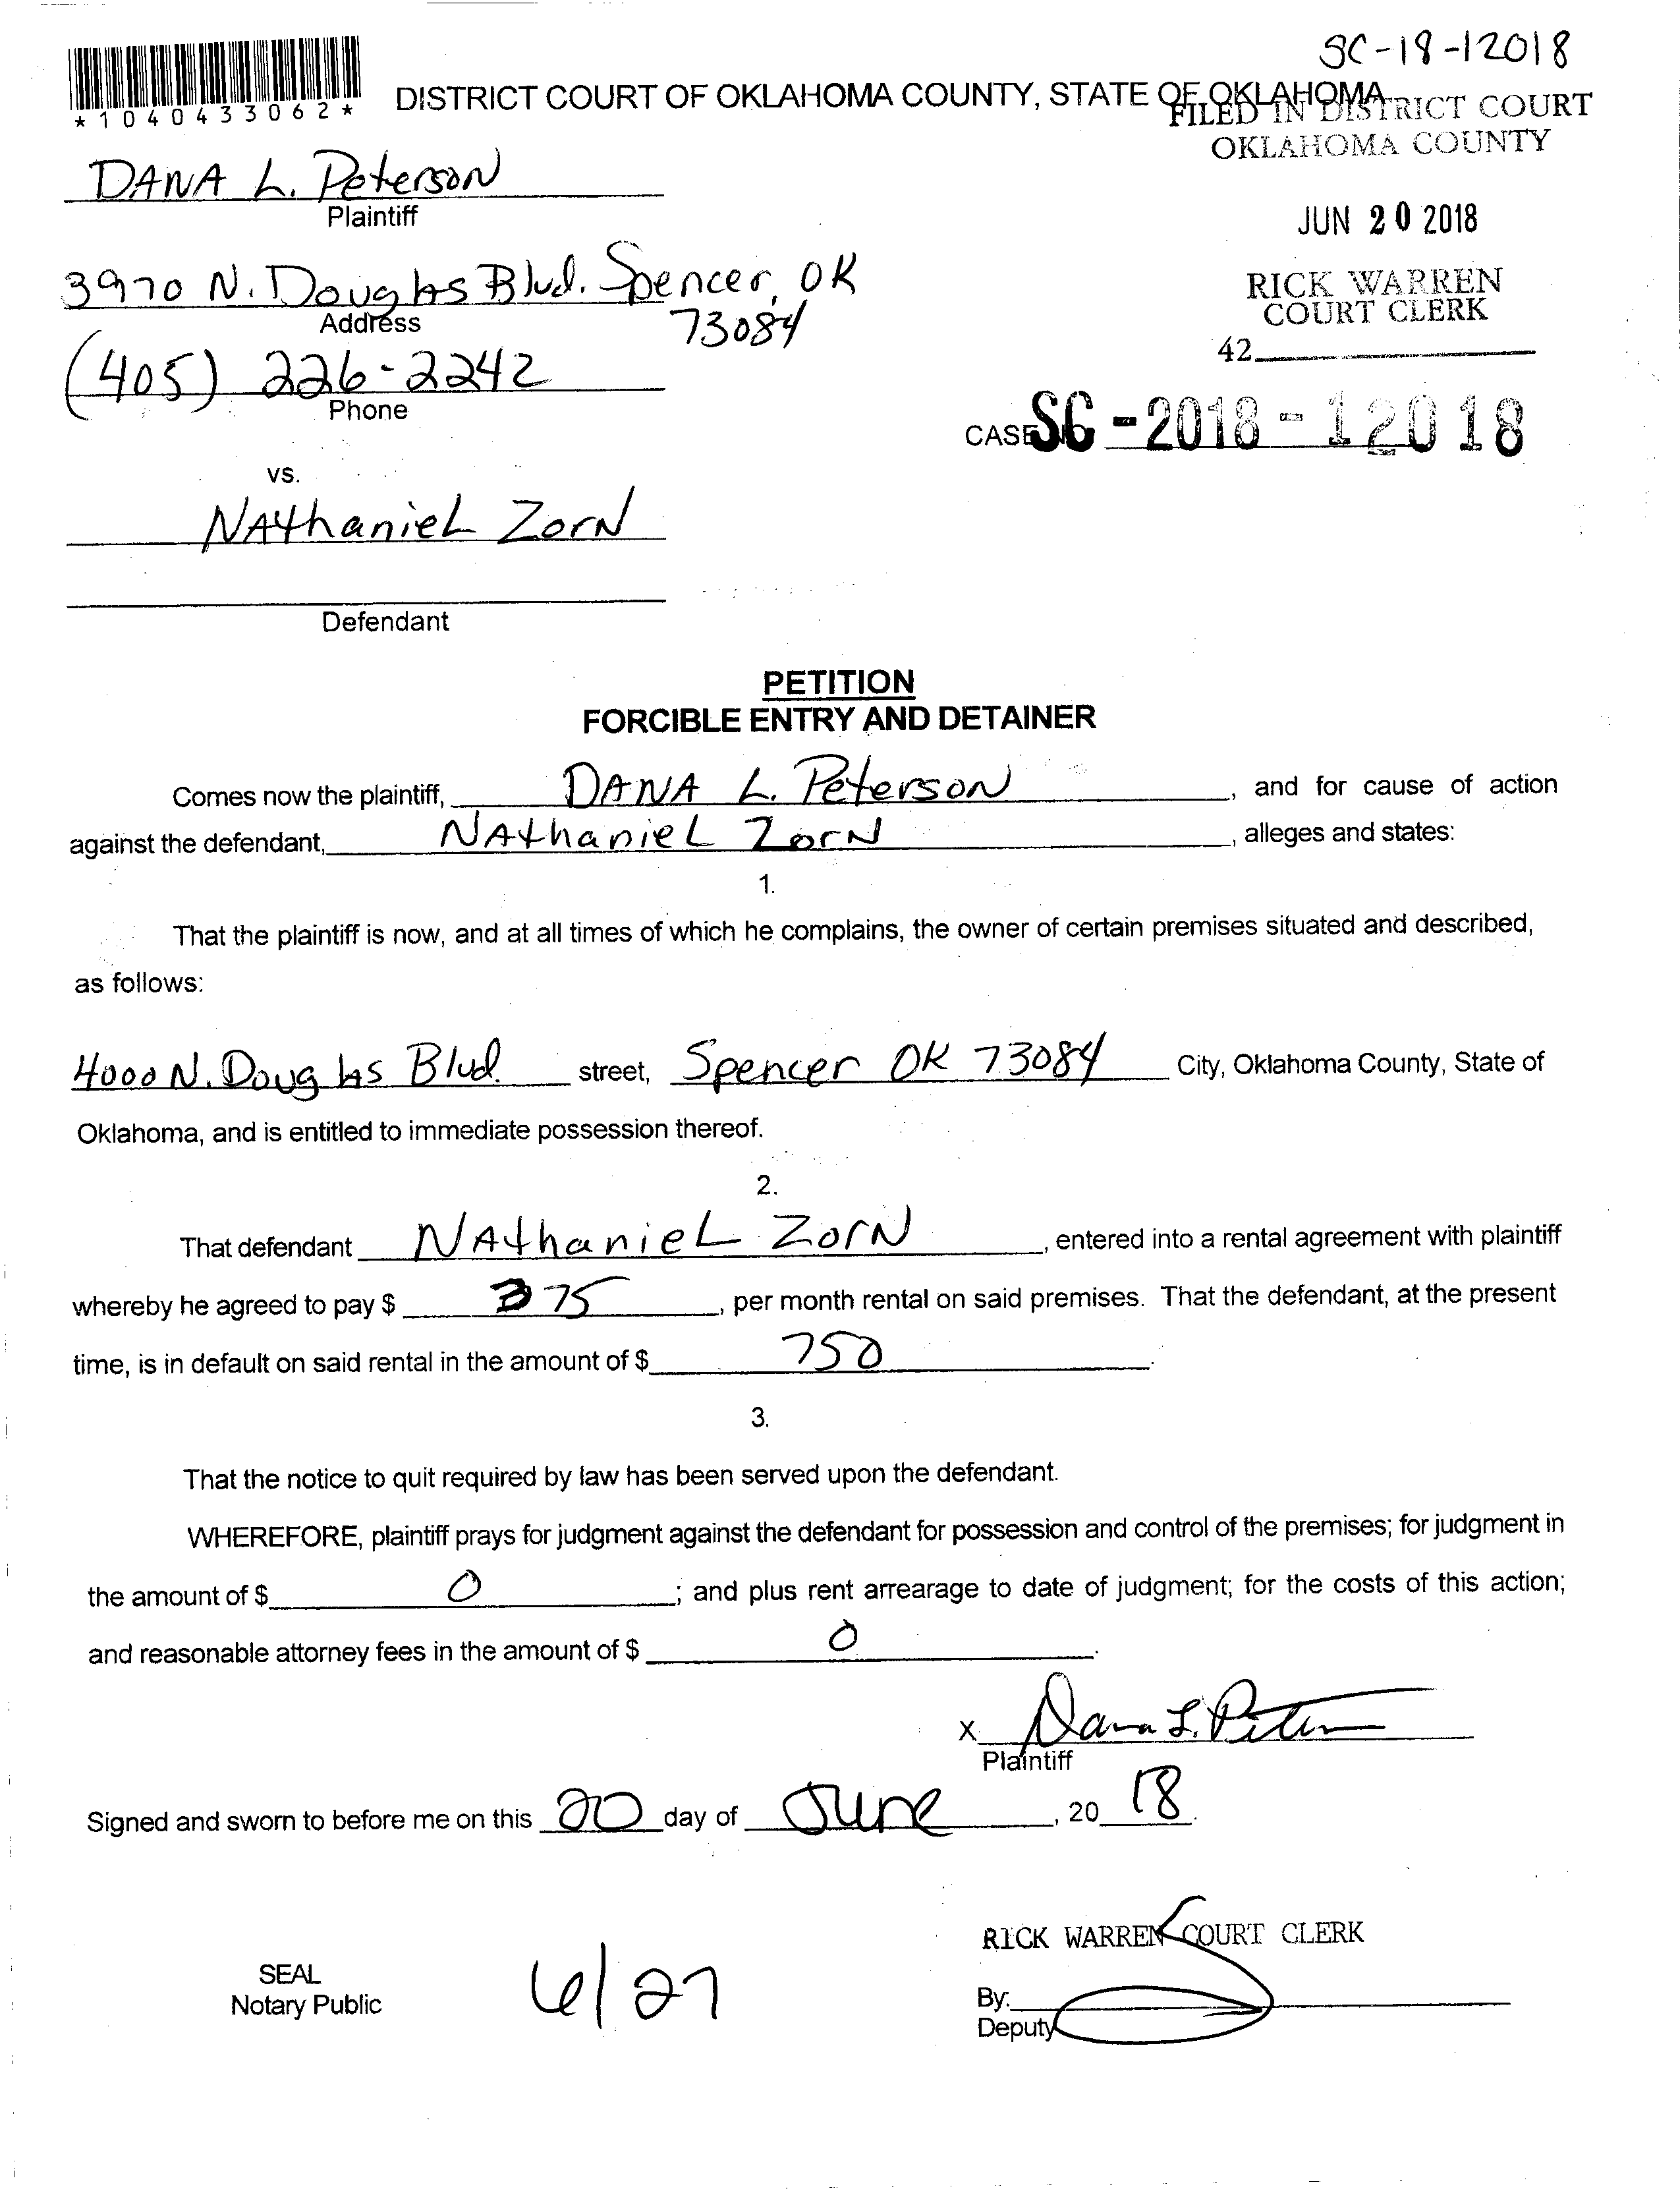 SC-18-12018
*1040433062*
DISTRICT COURT OF OKLAHOMA COUNTY, STATE OF OKLAHOMA
FILED IN DISTRICT COURT
OKLAHOMA COUNTY
DANA L. Peterson
Plaintiff
JUN 20 2018
3970 N. Douglas Blvd. Spencer, OK
73084
Address
RICK WARREN
COURT CLERK
42
(405) 226-2242
Phone
CASE NO. SC-2018-12018
vs.
NAthanieL ZorN
Defendant
PETITION
FORCIBLE ENTRY AND DETAINER
Comes now the plaintiff, DANA L. PetersoN, and for cause of action
against the defendant, NAthanieL ZorN, alleges and states:
1.
That the plaintiff is now, and at all times of which he complains, the owner of certain premises situated and described,
as follows:
4000 N. Douglas Blvd. street, Spencer OK 73084 City, Oklahoma County, State of
Oklahoma, and is entitled to immediate possession thereof.
2.
That defendant NAthanieL ZorN, entered into a rental agreement with plaintiff
whereby he agreed to pay $ 375, per month rental on said premises. That the defendant, at the present
time, is in default on said rental in the amount of $ 750.
3.
That the notice to quit required by law has been served upon the defendant.
WHEREFORE, plaintiff prays for judgment against the defendant for possession and control of the premises; for judgment in
the amount of $ 0; and plus rent arrearage to date of judgment; for the costs of this action;
and reasonable attorney fees in the amount of $ 0.
X Dana L. Peterson
Plaintiff
Signed and sworn to before me on this 20 day of June, 2018.
RICK WARREN COURT CLERK
SEAL
Notary Public
6/27
By:
Deputy